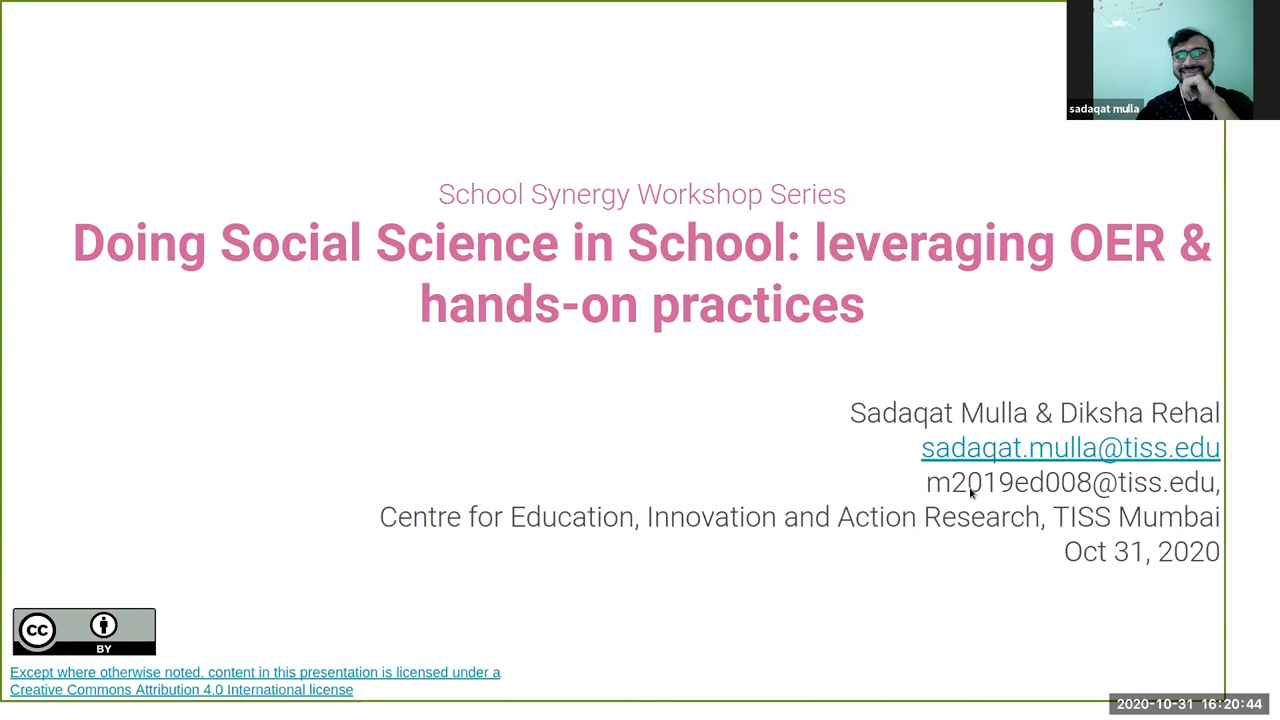 sadaqat mulla
School Synergy Workshop Series
Doing Social Science in School: leveraging OER &
hands-on practices
Sadaqat Mulla & Diksha Rehal
sadaqat.mulla@tiss.edu
m2019ed008@tiss.edu,
Centre for Education, Innovation and Action Research, TISS Mumbai
Oct 31, 2020
CC
BY
Except where otherwise noted, content in this presentation is licensed under a
Creative Commons Attribution 4.0 International license
2020-10-31 16:20:44